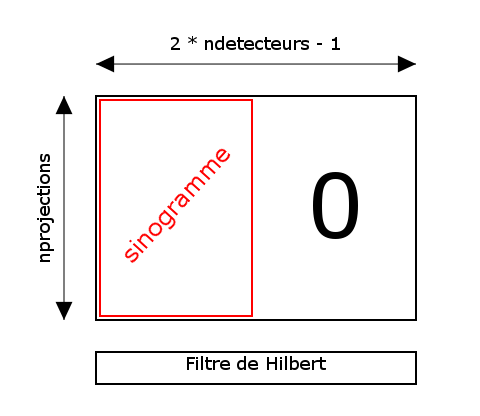 2 * ndetecteurs - 1
nprojections
sinogramme
0
Filtre de Hilbert